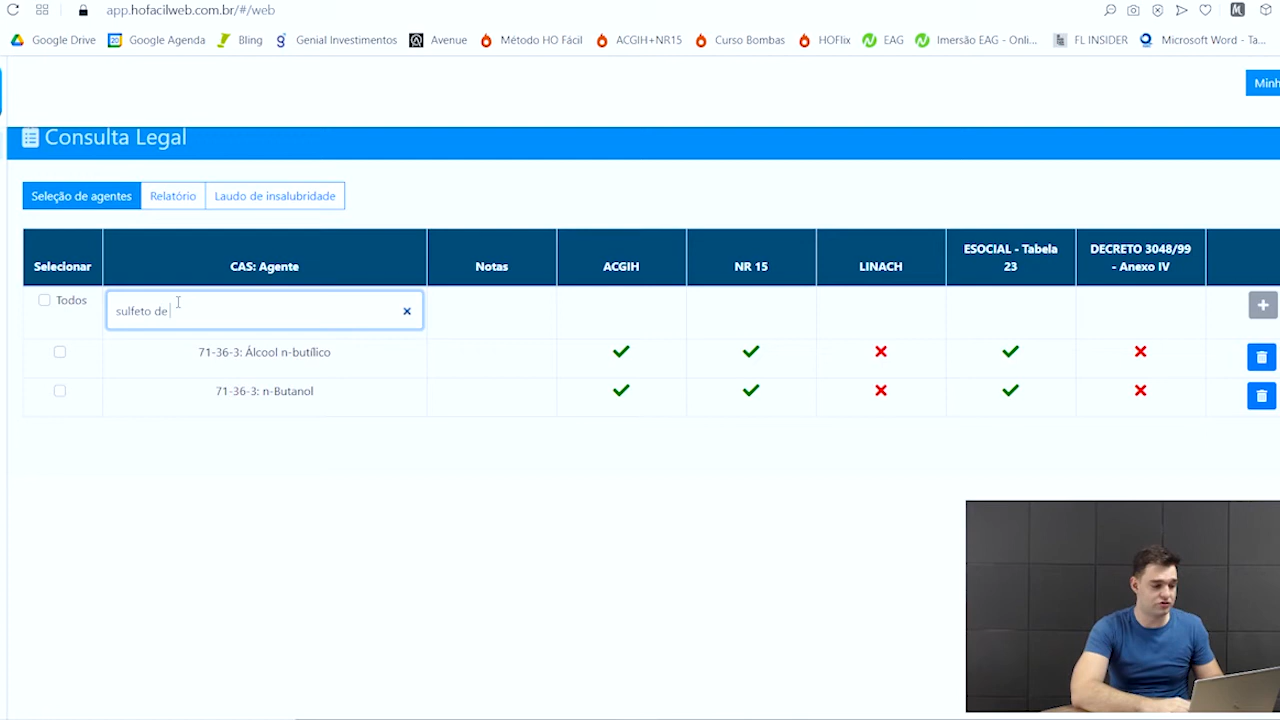 app.hofacilweb.com.br/#/web
Google Drive
20 Google Agenda
Bling
Genial Investimentos
Avenue
Método HO Fácil
ACGIH+NR15
Curso Bombas
HOFlix
EAG
Imersão EAG - Onli...
FL INSIDER
Microsoft Word - Ta...
Minh
Consulta Legal
Seleção de agentes Relatório Laudo de insalubridade
Selecionar CAS: Agente Notas ACGIH NR 15 LINACH ESOCIAL - Tabela 23 DECRETO 3048/99 - Anexo IV
Todos sulfeto de
71-36-3: Álcool n-butílico
71-36-3: n-Butanol